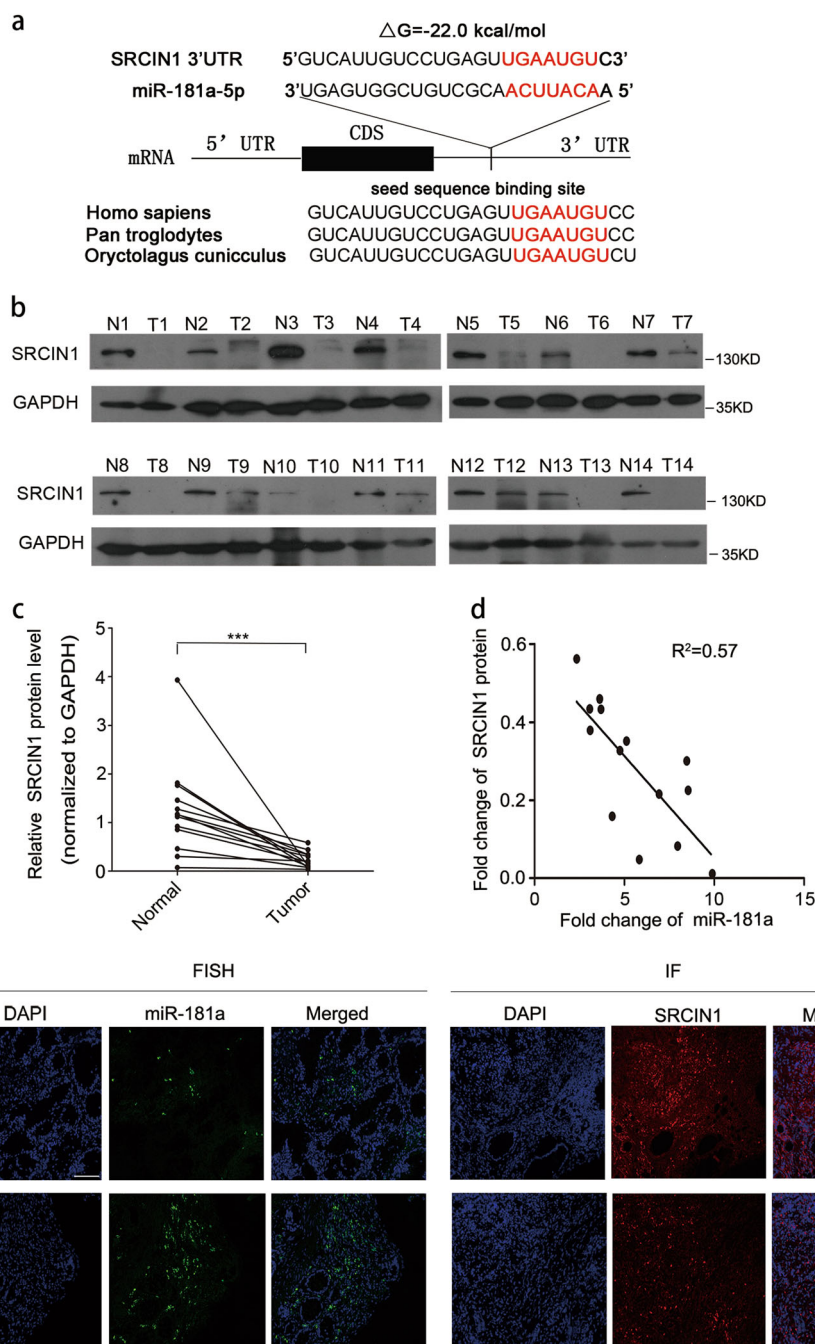 a
△G=-22.0 kcal/mol
SRCIN1 3'UTR 5'GUCAUUGUCCUGAGUUGAAUGUC3'
miR-181a-5p 3'UGAGUGGCUGUCGCAACUUACAA 5'
mRNA 5' UTR CDS 3' UTR
seed sequence binding site
Homo sapiens GUCAUUGUCCUGAGUUGAAUGUCC
Pan troglodytes GUCAUUGUCCUGAGUUGAAUGUCC
Oryctolagus cunicculus GUCAUUGUCCUGAGUUGAAUGUCU
b
N1 T1 N2 T2 N3 T3 N4 T4 N5 T5 N6 T6 N7 T7
SRCIN1 –130KD
GAPDH –35KD
N8 T8 N9 T9 N10 T10 N11 T11 N12 T12 N13 T13 N14 T14
SRCIN1 –130KD
GAPDH –35KD
c
Relative SRCIN1 protein level
(normalized to GAPDH)
5
4
3
2
1
0
***
Normal Tumor
d
Fold change of SRCIN1 protein
0.6
0.4
0.2
0.0
R²=0.57
0 5 10 15
Fold change of miR-181a
FISH IF
DAPI miR-181a Merged DAPI SRCIN1 M